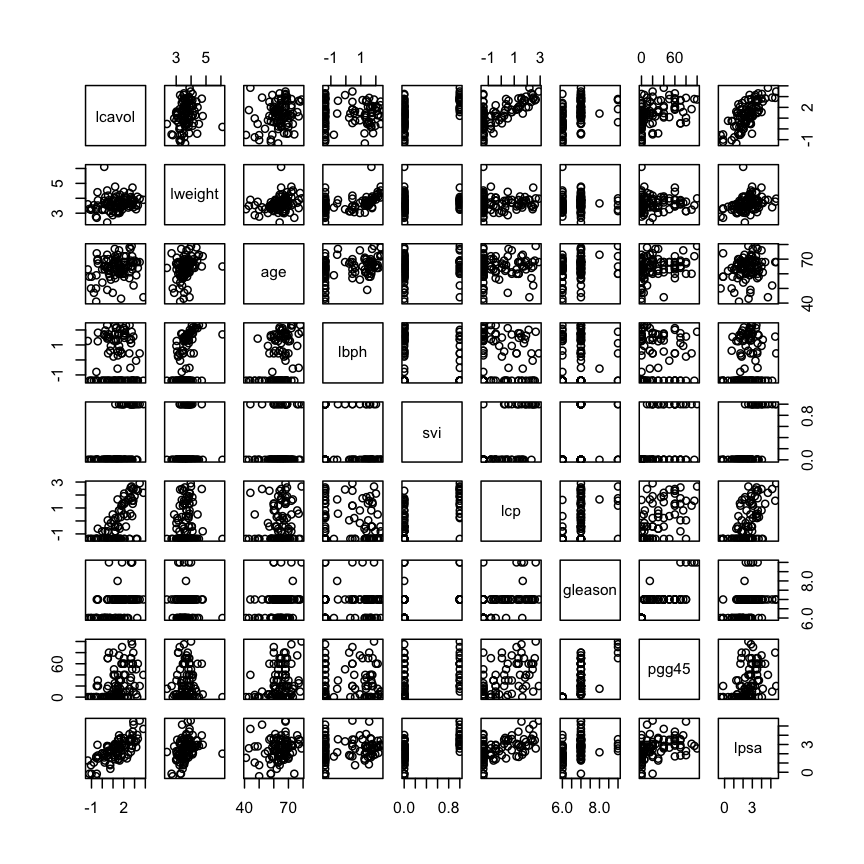 3 5 -1 1 -1 1 3 0 60
lcavol -1 2
3 5 lweight
age 40 70
-1 1 lbph
svi 0.0 0.8
-1 1 3 lcp
gleason 6.0 8.0
0 60 pgg45
lpsa 0 3
-1 2 40 70 0.0 0.8 6.0 8.0 0 3